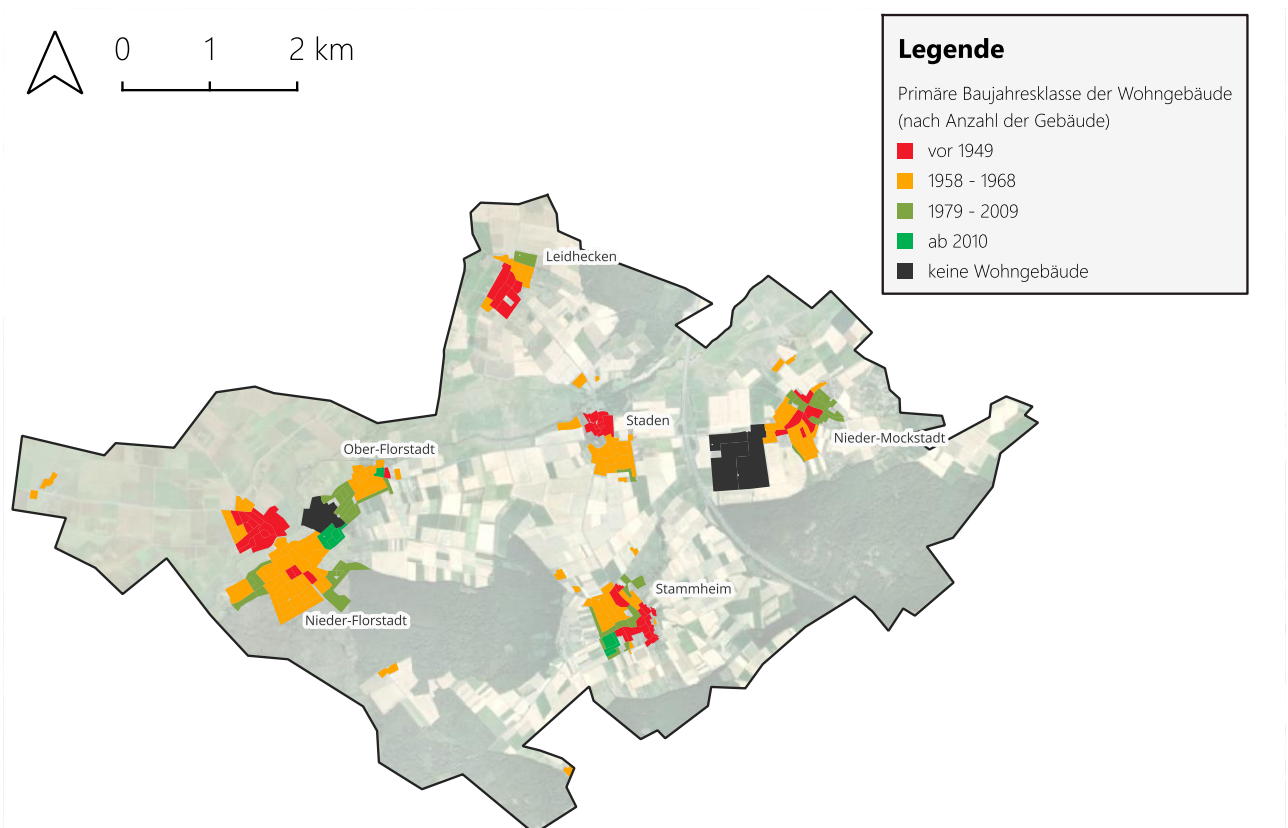 0 1 2 km
Legende
Primäre Baujahresklasse der Wohngebäude
(nach Anzahl der Gebäude)
vor 1949
1958 - 1968
1979 - 2009
ab 2010
keine Wohngebäude
Leidhecken
Staden
Nieder-Mockstadt
Ober-Florstadt
Stammheim
Nieder-Florstadt